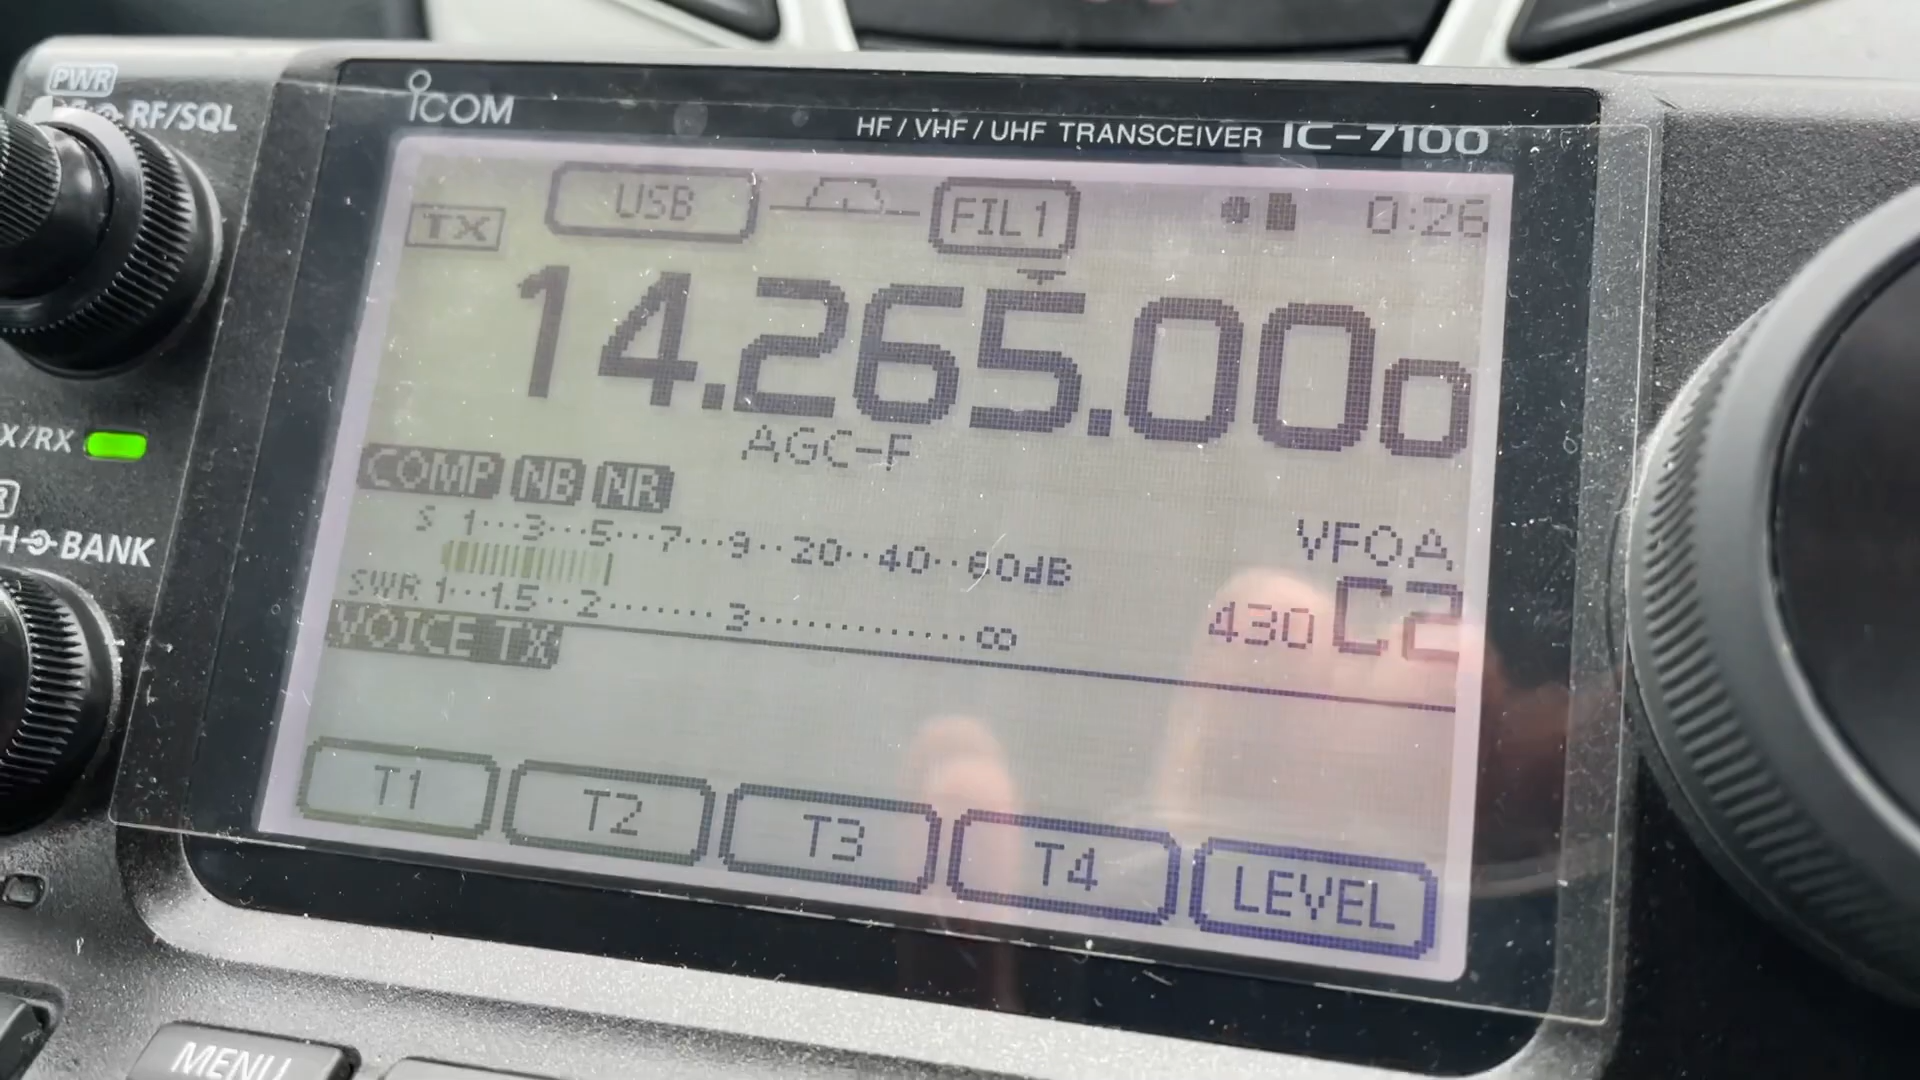 PWR
RF/SQL
ICOM
HF / VHF / UHF TRANSCEIVER IC-7100
TX
USB
FIL1
0:26
14.265.000
AGC-F
X/RX
COMP NB NR
S 1···3···5···7···9··20··40··60dB
SWR 1···1.5··2·······3·············∞
VFOA
430 C2
H BANK
VOICE TX
T1
T2
T3
T4
LEVEL
MENU